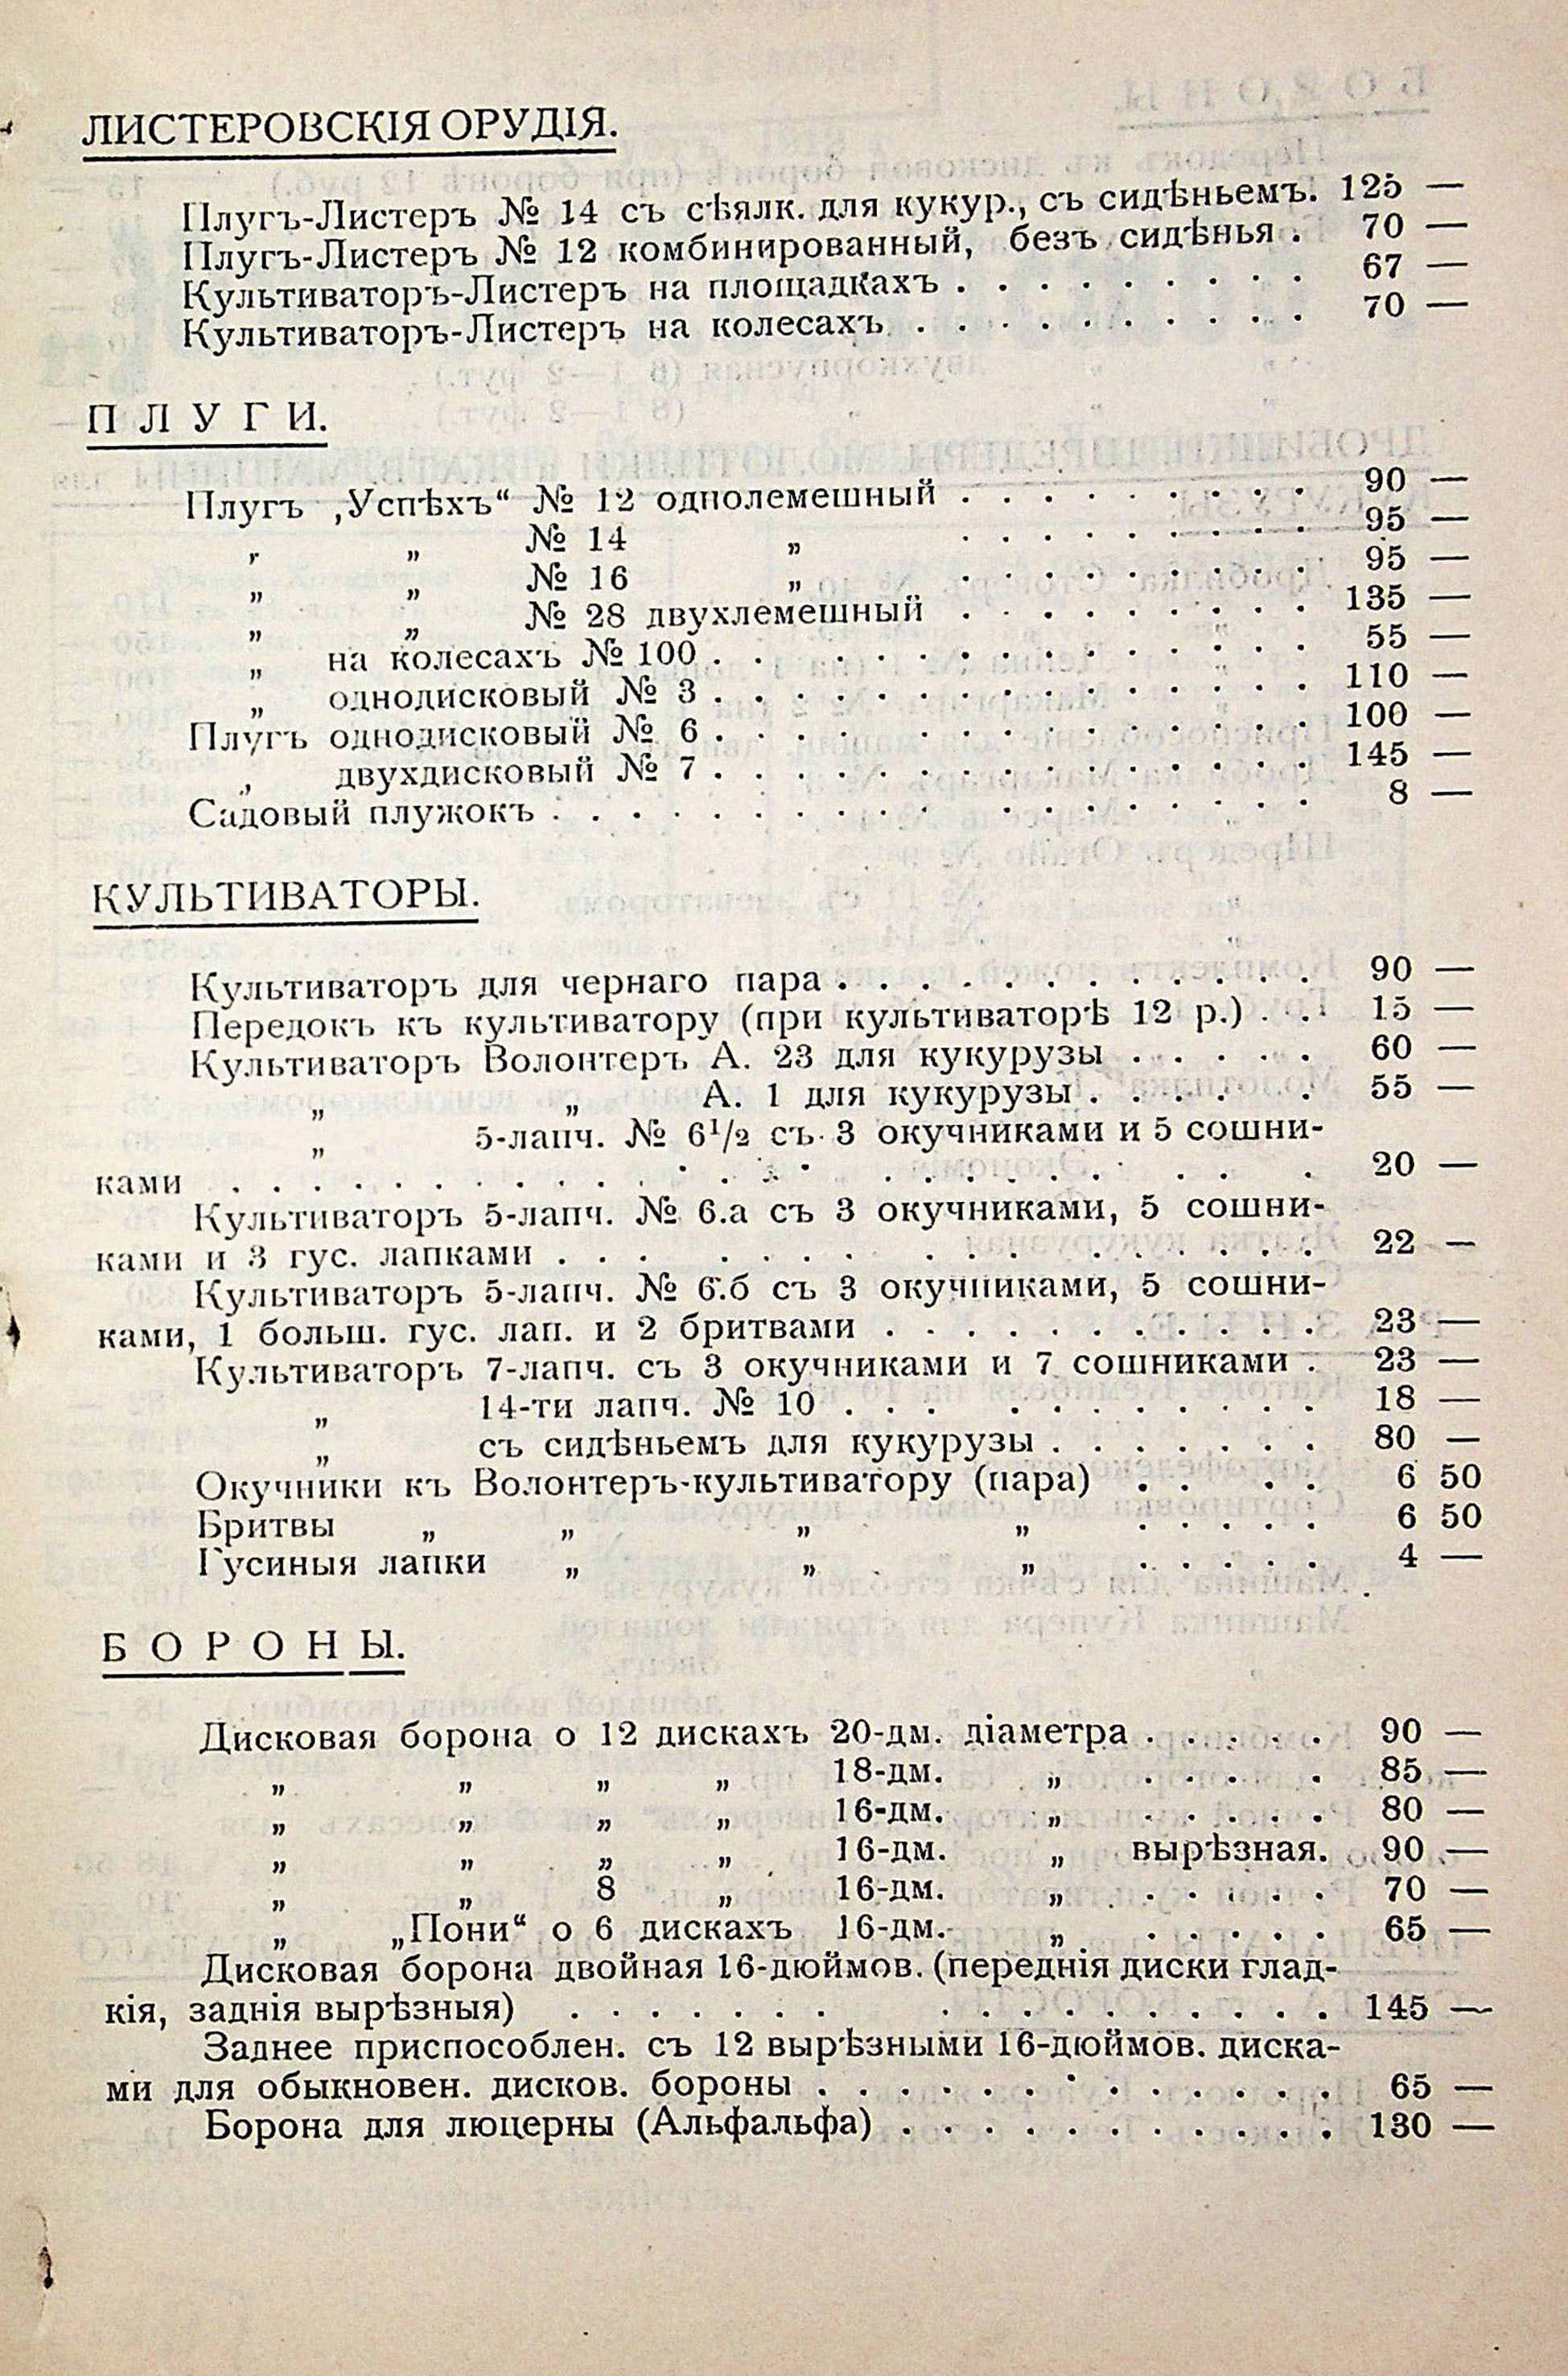 ЛИСТЕРОВСКІЯ ОРУДІЯ.
Плугъ-Листеръ № 14 съ сѣялк. для кукур., съ сидѣньемъ. 125 —
Плугъ-Листеръ № 12 комбинированный, безъ сидѣнья . 70 —
Культиваторъ-Листеръ на площадкахъ . . . . . . . . . 67 —
Культиваторъ-Листеръ на колесахъ . . . . . . . . . . 70 —
ПЛУГИ.
Плугъ „Успѣхъ“ № 12 однолемешный . . . . . . . . . 90 —
„ „ № 14 „ . . . . . . . . . 95 —
„ „ № 16 „ . . . . . . . . . 95 —
„ „ № 28 двухлемешный . . . . . . . . . 135 —
„ на колесахъ № 100 . . . . . . . . . . . . . 55 —
„ однодисковый № 3 . . . . . . . . . . . . . . . 110 —
Плугъ однодисковый № 6 . . . . . . . . . . . . . . 100 —
„ двухдисковый № 7 . . . . . . . . . . . . . . . 145 —
Садовый плужокъ . . . . . . . . . . . . . . . . . 8 —
КУЛЬТИВАТОРЫ.
Культиваторъ для чернаго пара . . . . . . . . . . . . 90 —
Передокъ къ культиватору (при культиваторѣ 12 р.) . . 15 —
Культиваторъ Волонтеръ А. 23 для кукурузы . . . . . 60 —
„ „ А. 1 для кукурузы . . . . . . 55 —
„ 5-лапч. № 6½ съ 3 окучниками и 5 сошни-
ками . . . . . . . . . . . . . . . . . . . . . . . . 20 —
Культиваторъ 5-лапч. № 6.а съ 3 окучниками, 5 сошни-
ками и 3 гус. лапками . . . . . . . . . . . . . . . . 22 —
Культиваторъ 5-лапч. № 6.б съ 3 окучниками, 5 сошни-
ками, 1 больш. гус. лап. и 2 бритвами . . . . . . . . . . . 23 —
Культиваторъ 7-лапч. съ 3 окучниками и 7 сошниками . 23 —
„ 14-ти лапч. № 10 . . . . . . . . . . . 18 —
„ съ сидѣньемъ для кукурузы . . . . . . . 80 —
Окучники къ Волонтеръ-культиватору (пара) . . . . 6 50
Бритвы „ „ „ „ . . . . . 6 50
Гусиныя лапки „ „ „ . . . . . 4 —
БОРОНЫ.
Дисковая борона о 12 дискахъ 20-дм. діаметра . . . . . 90 —
„ „ „ „ 18-дм. „ . . . . . 85 —
„ „ „ „ 16-дм. „ . . . . . 80 —
„ „ „ „ 16-дм. „ вырѣзная. 90 —
„ „ 8 „ 16-дм. „ . . . . . 70 —
„ „Пони“ о 6 дискахъ 16-дм. „ . . . . . 65 —
Дисковая борона двойная 16-дюймов. (переднія диски глад-
кія, заднія вырѣзныя) . . . . . . . . . . . . . . . . . 145 —
Заднее приспособлен. съ 12 вырѣзными 16-дюймов. диска-
ми для обыкновен. дисков. бороны . . . . . . . . . . . . . 65 —
Борона для люцерны (Альфальфа) . . . . . . . . . . . 130 —